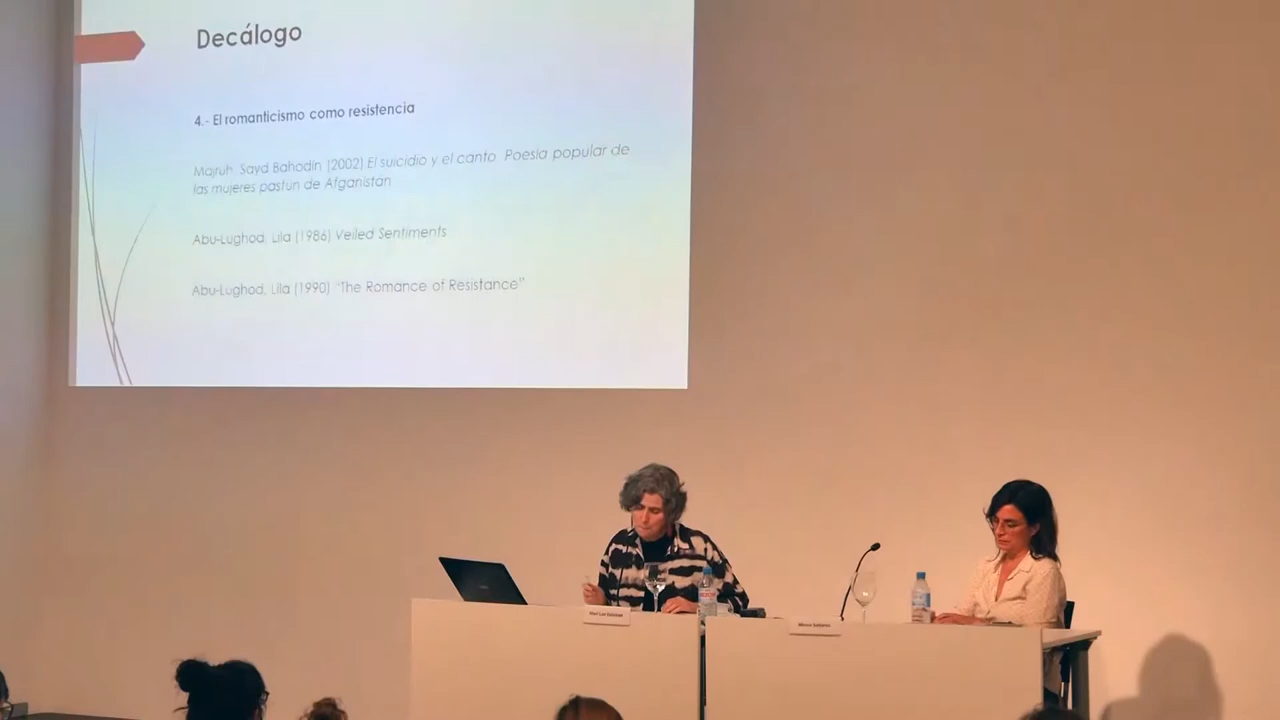 Decálogo
4.- El romanticismo como resistencia
Majruh, Sayd Bahodín (2002) El suicidio y el canto. Poesía popular de
las mujeres pastún de Afganistán
Abu-Lughod, Lila (1986) Veiled Sentiments
Abu-Lughod, Lila (1990) “The Romance of Resistance”